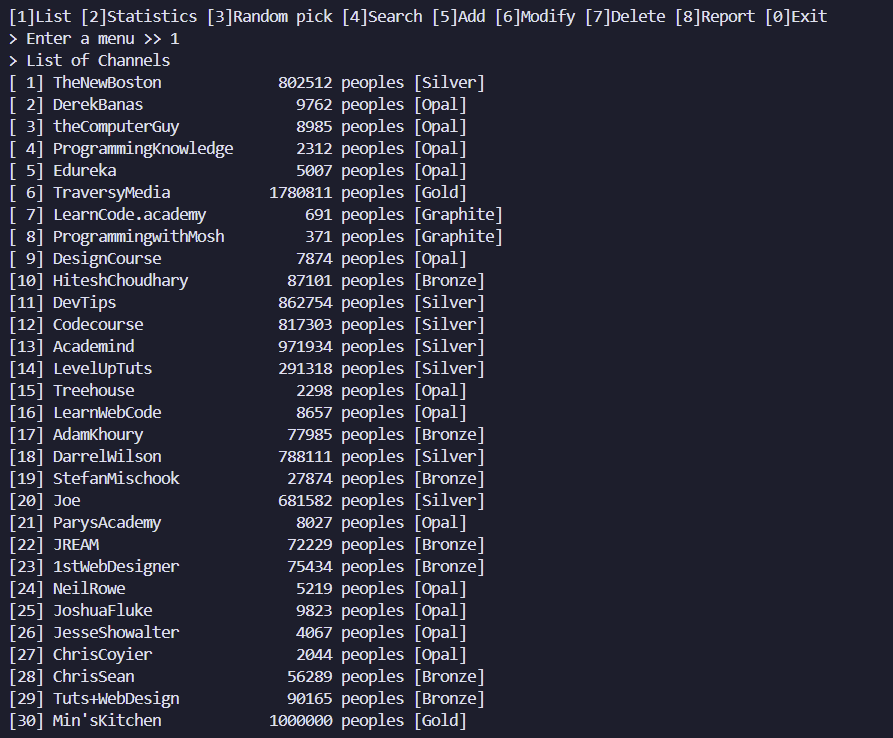 [1]List [2]Statistics [3]Random pick [4]Search [5]Add [6]Modify [7]Delete [8]Report [0]Exit
> Enter a menu >> 1
> List of Channels
[ 1] TheNewBoston             802512 peoples [Silver]
[ 2] DerekBanas                 9762 peoples [Opal]
[ 3] theComputerGuy             8985 peoples [Opal]
[ 4] ProgrammingKnowledge       2312 peoples [Opal]
[ 5] Edureka                    5007 peoples [Opal]
[ 6] TraversyMedia           1780811 peoples [Gold]
[ 7] LearnCode.academy           691 peoples [Graphite]
[ 8] ProgrammingwithMosh         371 peoples [Graphite]
[ 9] DesignCourse               7874 peoples [Opal]
[10] HiteshChoudhary           87101 peoples [Bronze]
[11] DevTips                  862754 peoples [Silver]
[12] Codecourse               817303 peoples [Silver]
[13] Academind                971934 peoples [Silver]
[14] LevelUpTuts              291318 peoples [Silver]
[15] Treehouse                  2298 peoples [Opal]
[16] LearnWebCode               8657 peoples [Opal]
[17] AdamKhoury                77985 peoples [Bronze]
[18] DarrelWilson             788111 peoples [Silver]
[19] StefanMischook            27874 peoples [Bronze]
[20] Joe                      681582 peoples [Silver]
[21] ParysAcademy               8027 peoples [Opal]
[22] JREAM                     72229 peoples [Bronze]
[23] 1stWebDesigner            75434 peoples [Bronze]
[24] NeilRowe                   5219 peoples [Opal]
[25] JoshuaFluke                9823 peoples [Opal]
[26] JesseShowalter             4067 peoples [Opal]
[27] ChrisCoyier                2044 peoples [Opal]
[28] ChrisSean                 56289 peoples [Bronze]
[29] Tuts+WebDesign            90165 peoples [Bronze]
[30] Min'sKitchen            1000000 peoples [Gold]